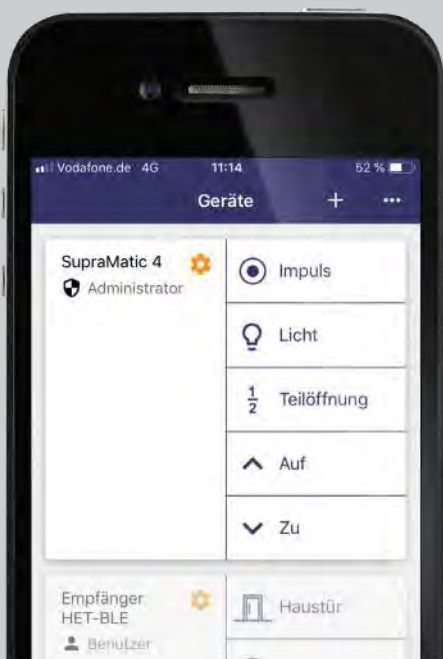 Vodafone.de 4G 11:14 52 %
Geräte + ...
SupraMatic 4
Administrator
Impuls
Licht
1/2 Teilöffnung
Auf
Zu
Empfänger
HET-BLE
Benutzer
Haustür